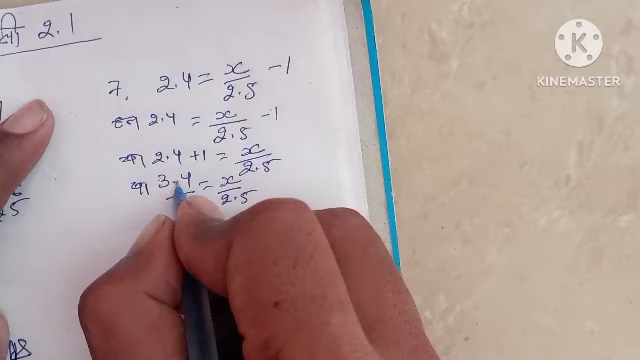 ली 2.1
7. 2.4 = x/2.5 - 1
हल 2.4 = x/2.5 - 1
या 2.4 + 1 = x/2.5
या 3.4 = x/2.5
KINEMASTER